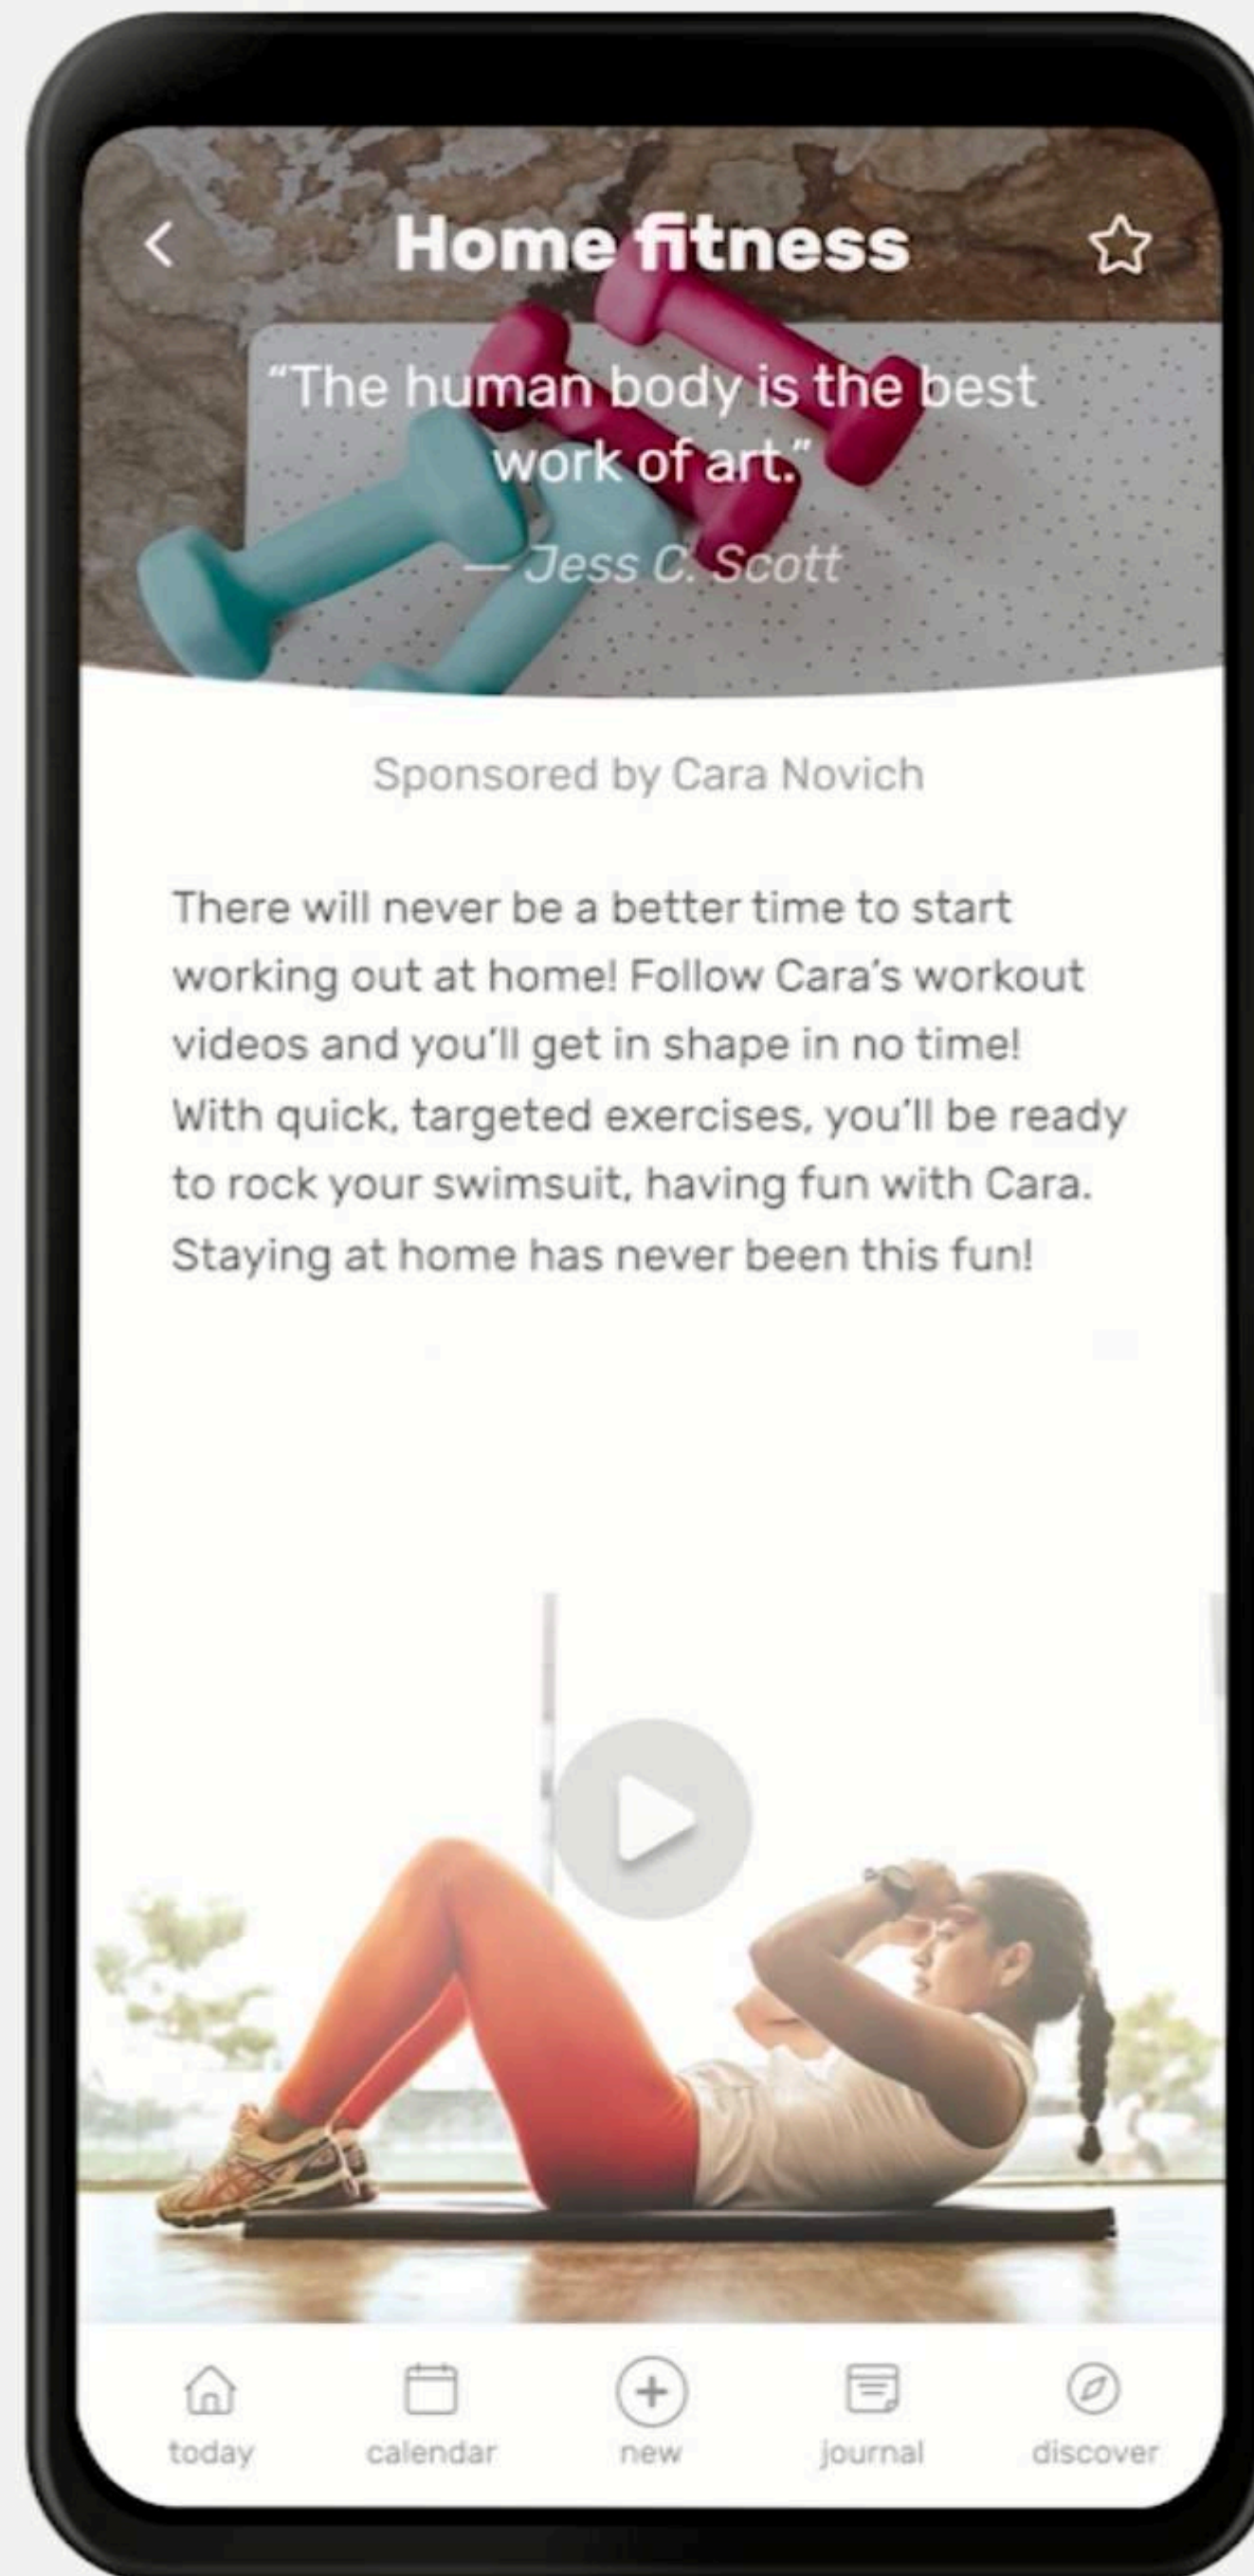 Home fitness
“The human body is the best
work of art.”
— Jess C. Scott
Sponsored by Cara Novich
There will never be a better time to start
working out at home! Follow Cara’s workout
videos and you’ll get in shape in no time!
With quick, targeted exercises, you’ll be ready
to rock your swimsuit, having fun with Cara.
Staying at home has never been this fun!
today calendar new journal discover